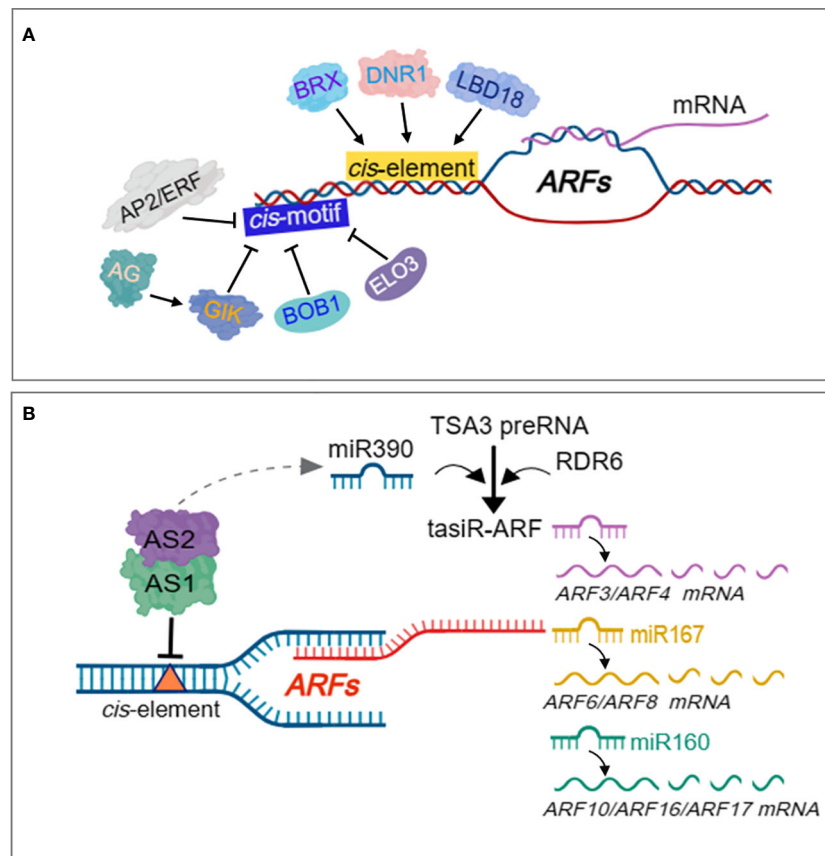 A
BRX
DNR1
LBD18
mRNA
cis-element
ARFs
AP2/ERF
cis-motif
AG
GIK
BOB1
ELO3
B
TSA3 preRNA
miR390
RDR6
tasiR-ARF
AS2
AS1
ARF3/ARF4 mRNA
miR167
ARFs
cis-element
ARF6/ARF8 mRNA
miR160
ARF10/ARF16/ARF17 mRNA